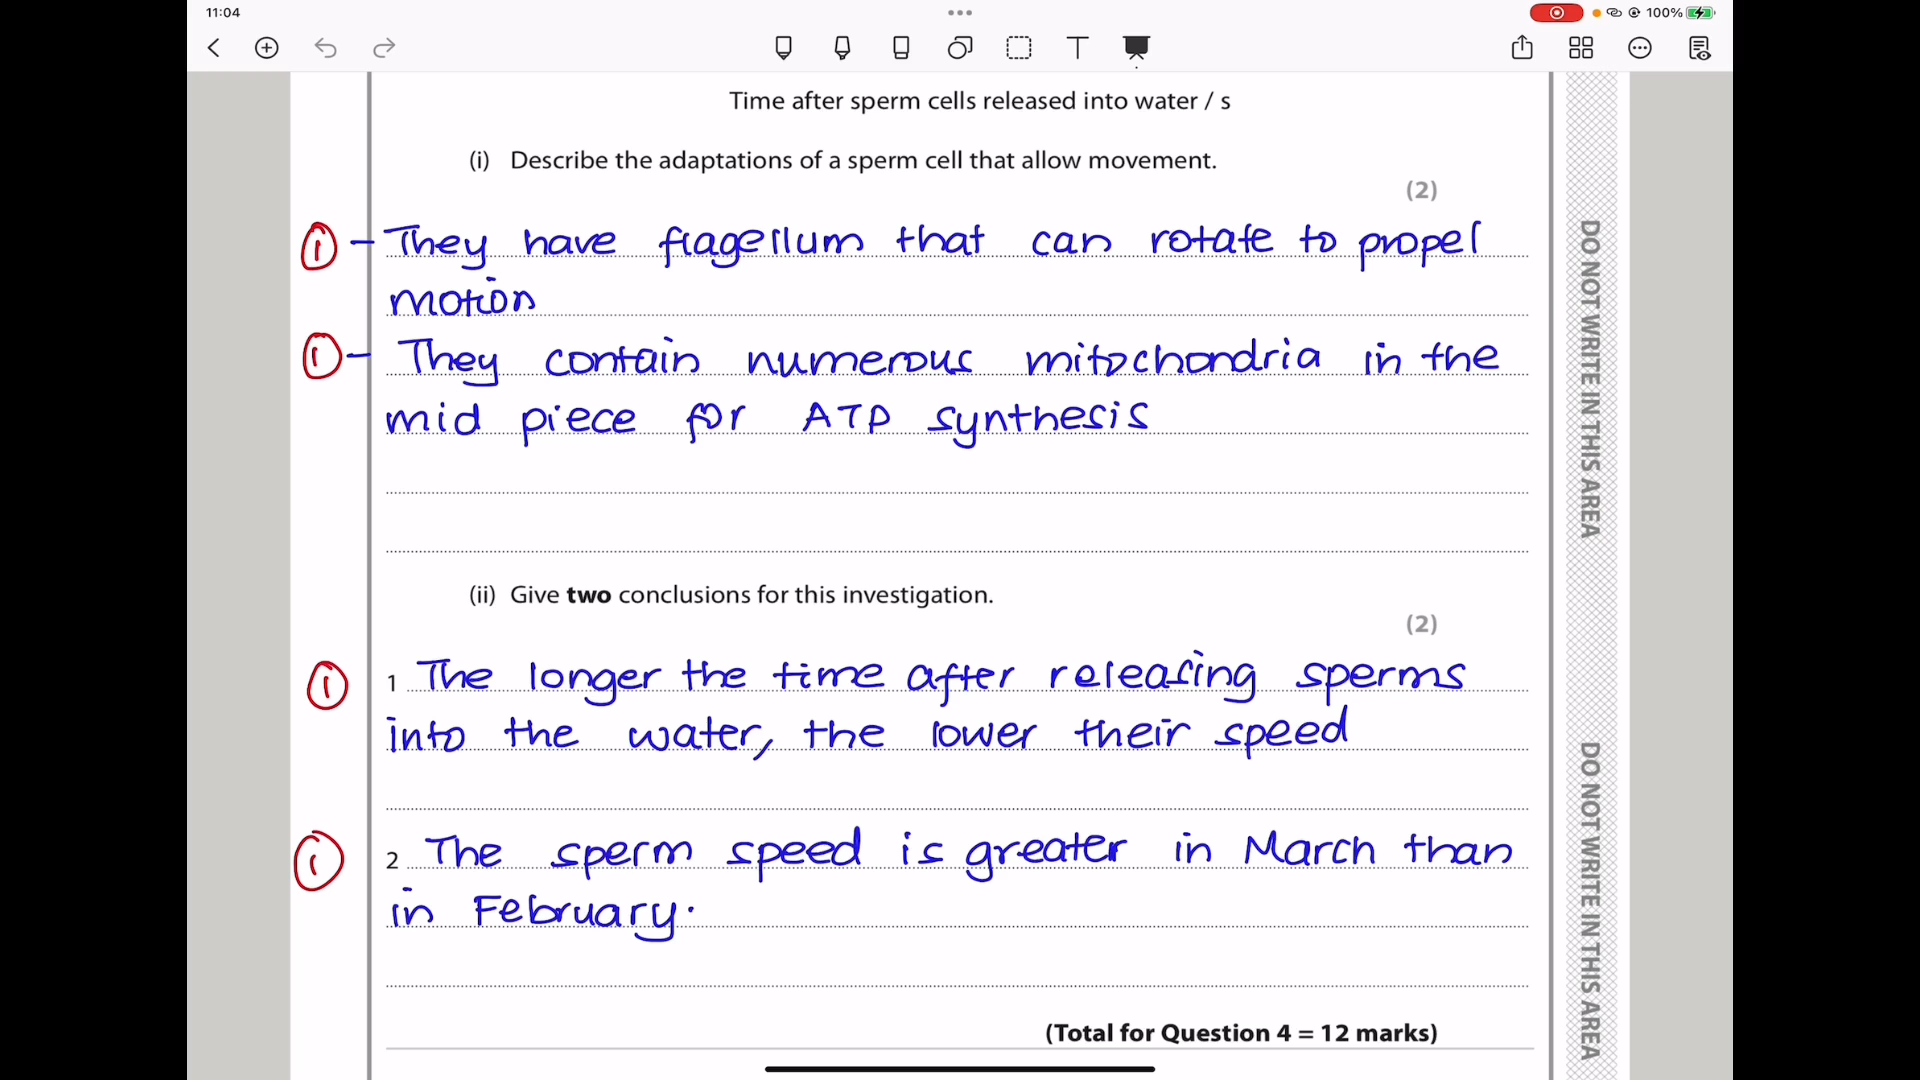 11:04
100%
Time after sperm cells released into water / s
(i) Describe the adaptations of a sperm cell that allow movement.
(2)
① – They have flagellum that can rotate to propel
motion
① – They contain numerous mitochondria in the
mid piece for ATP synthesis
(ii) Give two conclusions for this investigation.
(2)
① 1 The longer the time after releasing sperms
into the water, the lower their speed
① 2 The sperm speed is greater in March than
in February.
(Total for Question 4 = 12 marks)
DO NOT WRITE IN THIS AREA
DO NOT WRITE IN THIS AREA